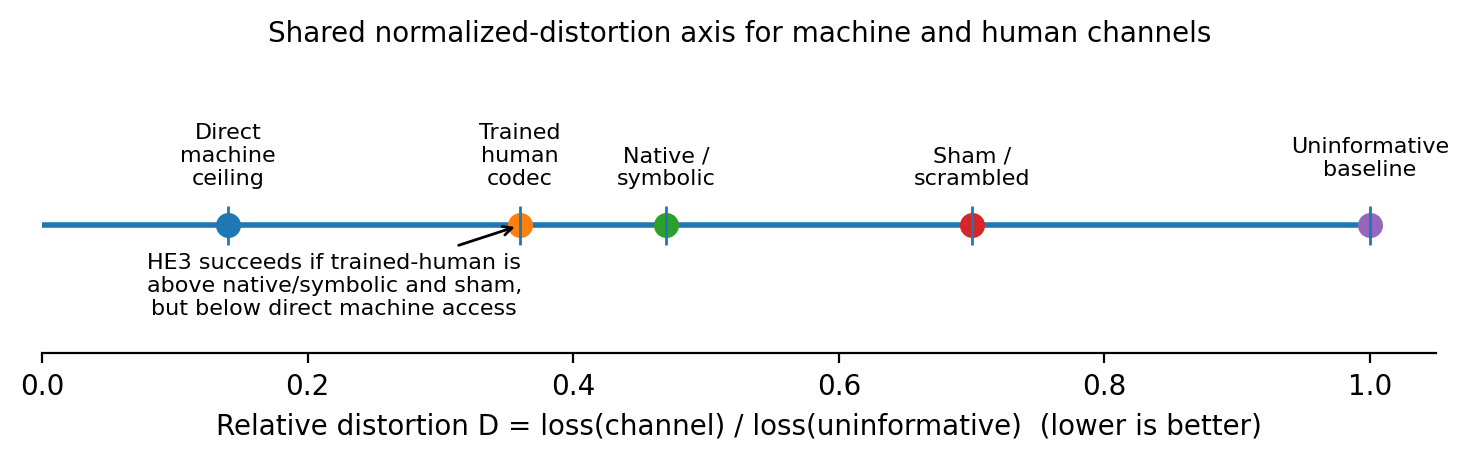 Shared normalized-distortion axis for machine and human channels
Direct
machine
ceiling
Trained
human
codec
Native /
symbolic
Sham /
scrambled
Uninformative
baseline
HE3 succeeds if trained-human is
above native/symbolic and sham,
but below direct machine access
0.0
0.2
0.4
0.6
0.8
1.0
Relative distortion D = loss(channel) / loss(uninformative)  (lower is better)